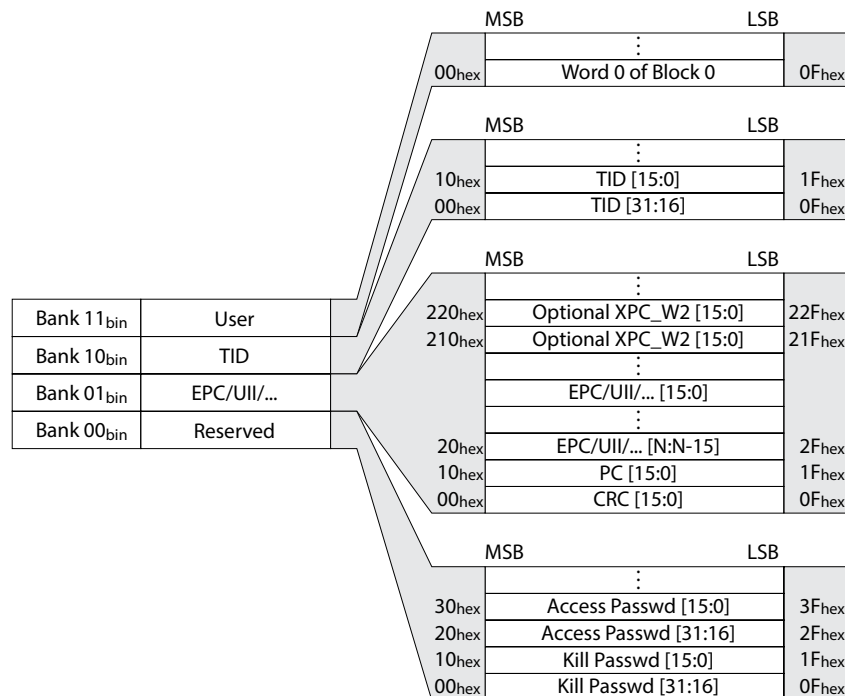 MSB LSB
⋮
00hex Word 0 of Block 0 0Fhex
MSB LSB
⋮
10hex TID [15:0] 1Fhex
00hex TID [31:16] 0Fhex
MSB LSB
⋮
220hex Optional XPC_W2 [15:0] 22Fhex
210hex Optional XPC_W2 [15:0] 21Fhex
⋮
EPC/UII/... [15:0]
⋮
20hex EPC/UII/... [N:N-15] 2Fhex
10hex PC [15:0] 1Fhex
00hex CRC [15:0] 0Fhex
Bank 11bin User
Bank 10bin TID
Bank 01bin EPC/UII/...
Bank 00bin Reserved
MSB LSB
⋮
30hex Access Passwd [15:0] 3Fhex
20hex Access Passwd [31:16] 2Fhex
10hex Kill Passwd [15:0] 1Fhex
00hex Kill Passwd [31:16] 0Fhex